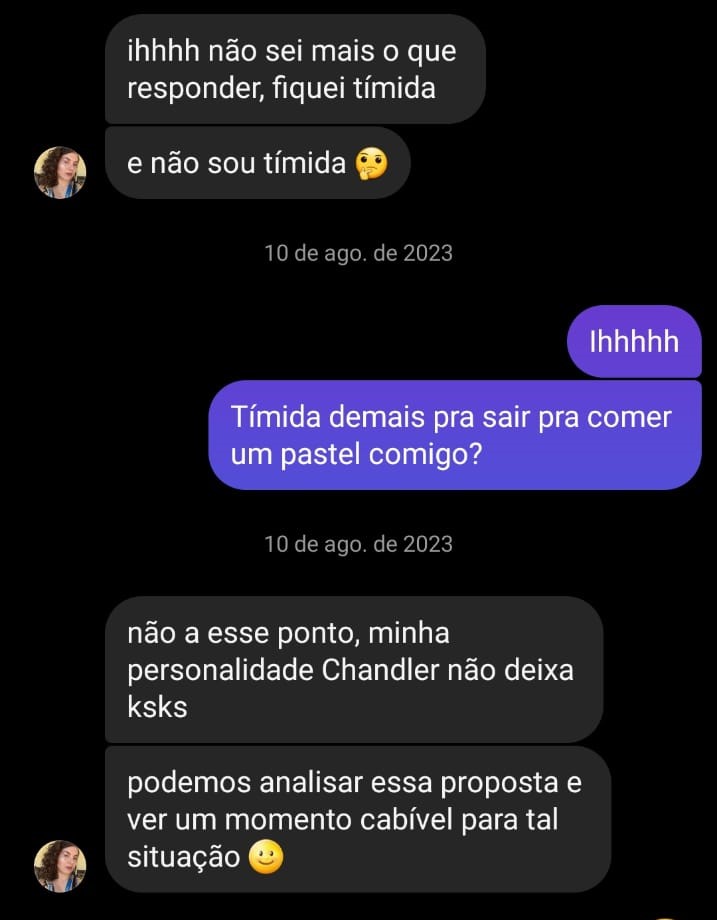 ihhhh não sei mais o que
responder, fiquei tímida
e não sou tímida 🤔
10 de ago. de 2023
Ihhhhh
Tímida demais pra sair pra comer
um pastel comigo?
10 de ago. de 2023
não a esse ponto, minha
personalidade Chandler não deixa
ksks
podemos analisar essa proposta e
ver um momento cabível para tal
situação 🙂